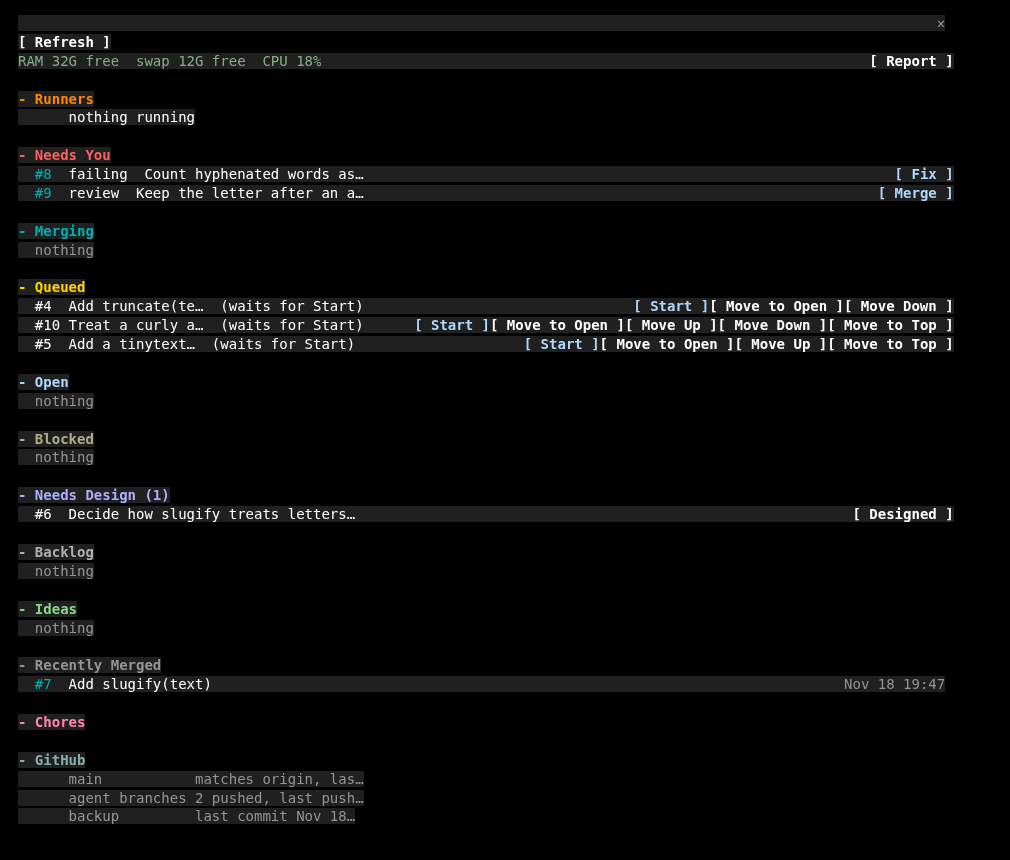 ×
[ Refresh ]
RAM 32G free  swap 12G free  CPU 18% [ Report ]
- Runners
nothing running
- Needs You
#8  failing  Count hyphenated words as… [ Fix ]
#9  review  Keep the letter after an a… [ Merge ]
- Merging
nothing
- Queued
#4  Add truncate(te…  (waits for Start) [ Start ][ Move to Open ][ Move Down ]
#10 Treat a curly a…  (waits for Start) [ Start ][ Move to Open ][ Move Up ][ Move Down ][ Move to Top ]
#5  Add a tinytext…  (waits for Start) [ Start ][ Move to Open ][ Move Up ][ Move to Top ]
- Open
nothing
- Blocked
nothing
- Needs Design (1)
#6  Decide how slugify treats letters… [ Designed ]
- Backlog
nothing
- Ideas
nothing
- Recently Merged
#7  Add slugify(text) Nov 18 19:47
- Chores
- GitHub
main           matches origin, las…
agent branches 2 pushed, last push…
backup         last commit Nov 18…